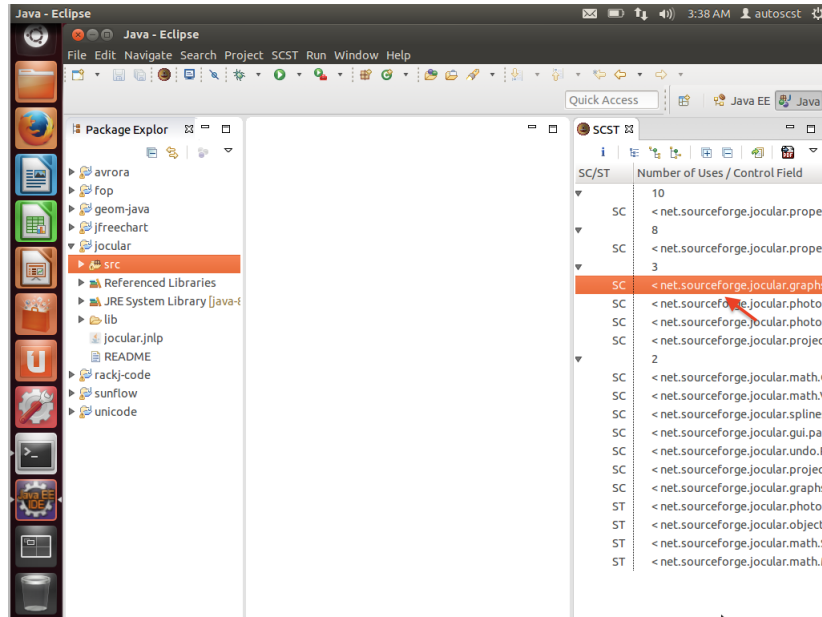 Java - Eclipse
3:38 AM autoscst
Java - Eclipse
File Edit Navigate Search Project SCST Run Window Help
Quick Access Java EE Java
Package Explor
SCST
SC/ST Number of Uses / Control Field
avrora
fop
geom-java
jfreechart
jocular
src
Referenced Libraries
JRE System Library [java-
lib
jocular.jnlp
README
rackj-code
sunflow
unicode
10
SC < net.sourceforge.jocular.prope
8
SC < net.sourceforge.jocular.prope
3
SC < net.sourceforge.jocular.graph
SC < net.sourceforge.jocular.photo
SC < net.sourceforge.jocular.photo
SC < net.sourceforge.jocular.projec
2
SC < net.sourceforge.jocular.math.
SC < net.sourceforge.jocular.math.
SC < net.sourceforge.jocular.spline
SC < net.sourceforge.jocular.gui.pa
SC < net.sourceforge.jocular.undo.
SC < net.sourceforge.jocular.projec
SC < net.sourceforge.jocular.graph
ST < net.sourceforge.jocular.photo
ST < net.sourceforge.jocular.object
ST < net.sourceforge.jocular.math.
ST < net.sourceforge.jocular.math.
Java EE
IDE